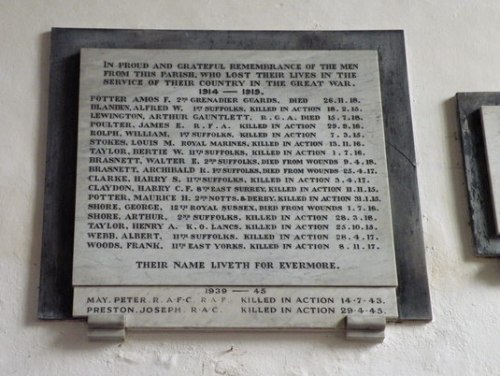 IN PROUD AND GRATEFUL REMEMBRANCE OF THE MEN
FROM THIS PARISH, WHO LOST THEIR LIVES IN THE
SERVICE OF THEIR COUNTRY IN THE GREAT WAR.
1914 — 1919.
POTTER AMOS F. 2ND GRENADIER GUARDS, DIED 26.11.18.
ALFRED W. 1ST SUFFOLKS, KILLED IN ACTION 18.2.15.
LEWINGTON, ARTHUR GAUNTLETT, R.G.A. DIED 15.7.18.
POULTER, JAMES E. R.F.A. KILLED IN ACTION 29.9.16.
ROLPH, WILLIAM, 1ST SUFFOLKS, KILLED IN ACTION 7.3.15.
STOKES, LOUIS M. ROYAL MARINES, KILLED IN ACTION 13.11.16.
TAYLOR, BERTIE W. 11TH SUFFOLKS, KILLED IN ACTION 1.7.16.
BRASNETT, WALTER E. 2ND SUFFOLKS, DIED FROM WOUNDS 9.4.18.
BRASNETT, ARCHIBALD R. 1ST SUFFOLKS, DIED FROM WOUNDS 25.4.17.
CLARKE, HARRY S. 11TH SUFFOLKS, KILLED IN ACTION 3.4.17.
CLAYDON, HARRY C.F. 8TH EAST SURREY, KILLED IN ACTION 11.11.15.
POTTER, MAURICE H. 2ND NOTTS. & DERBY. KILLED IN ACTION 31.1.15.
SHORE, GEORGE. 12TH ROYAL SUSSEX, DIED FROM WOUNDS 1.7.16.
SHORE, ARTHUR. 2ND SUFFOLKS. KILLED IN ACTION 28.3.18.
TAYLOR, HENRY A. K.O. LANCS. KILLED IN ACTION 25.10.15.
WEBB, ALBERT. 11TH SUFFOLKS. KILLED IN ACTION 28.4.17.
WOODS, FRANK. 11TH EAST YORKS. KILLED IN ACTION 8.11.17.
THEIR NAME LIVETH FOR EVERMORE.
1939 — 45
MAY, PETER. R.A.F.C. R.A.F. KILLED IN ACTION 14-7-43.
PRESTON, JOSEPH. R.A.C. KILLED IN ACTION 29-4-45.